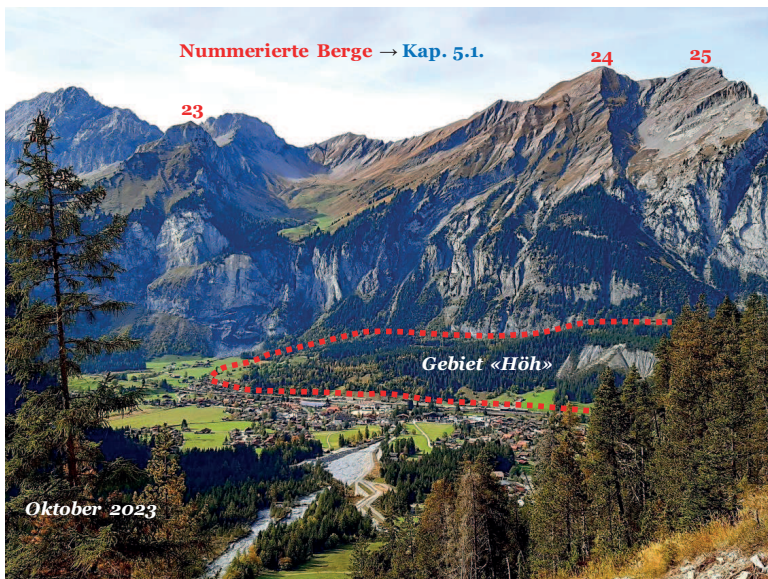 Nummerierte Berge → Kap. 5.1.
24
25
23
Gebiet «Höh»
Oktober 2023